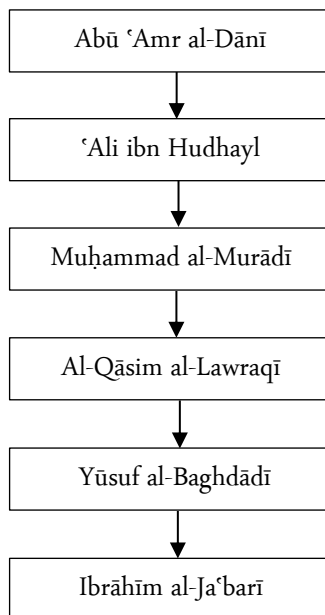 Abū ʿAmr al-Dānī
ʿAli ibn Hudhayl
Muḥammad al-Murādī
Al-Qāsim al-Lawraqī
Yūsuf al-Baghdādī
Ibrāhīm al-Jaʿbarī